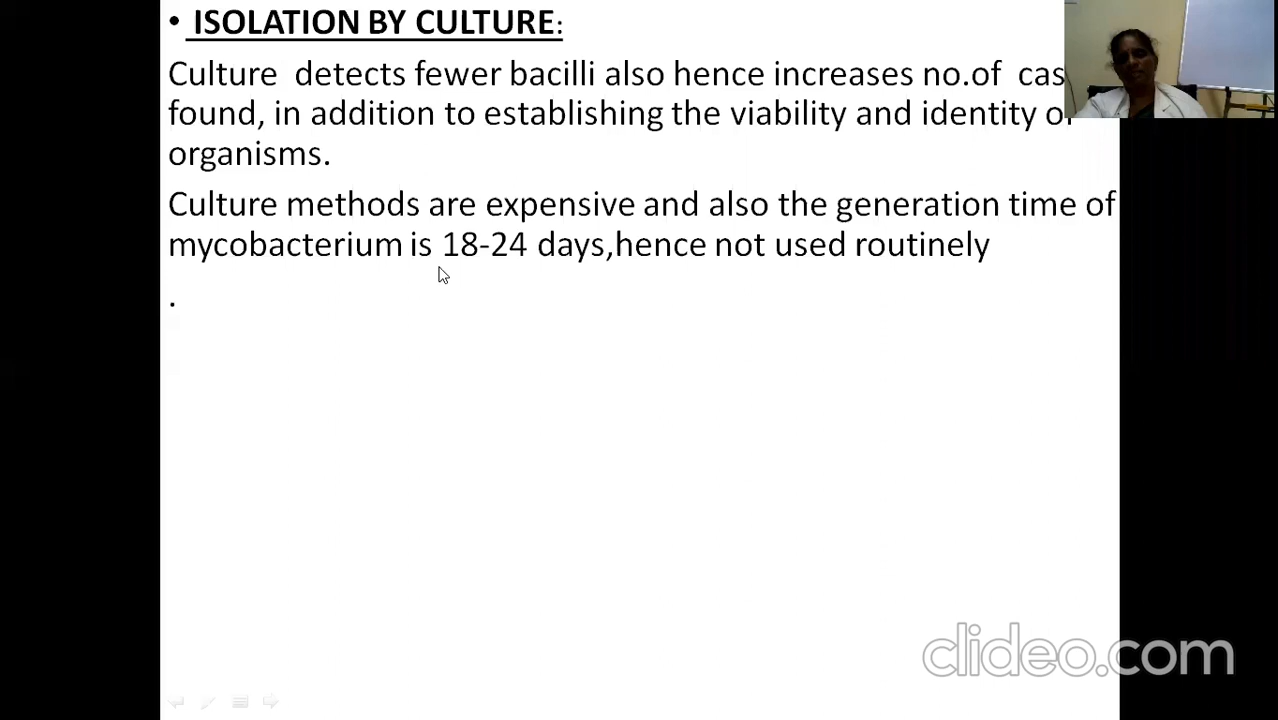 • ISOLATION BY CULTURE:
Culture detects fewer bacilli also hence increases no.of cas
found, in addition to establishing the viability and identity of
organisms.
Culture methods are expensive and also the generation time of
mycobacterium is 18-24 days,hence not used routinely
.
clideo.com